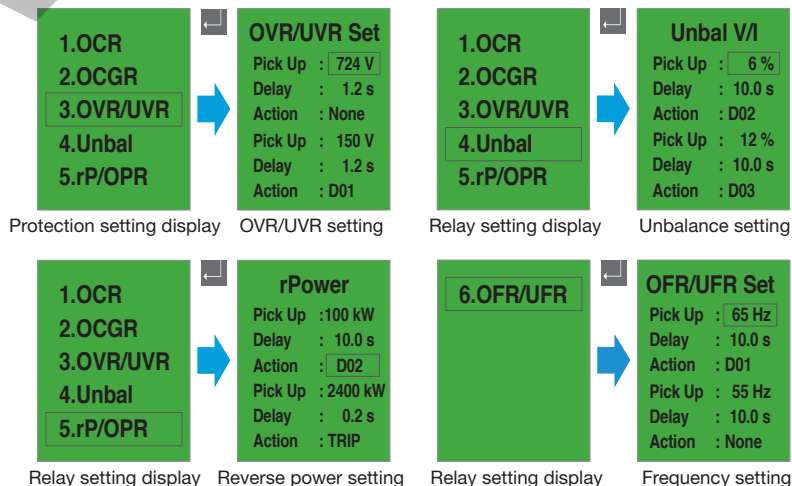 1.OCR
2.OCGR
3.OVR/UVR
4.Unbal
5.rP/OPR
Protection setting display
OVR/UVR Set
Pick Up : 724 V
Delay : 1.2 s
Action : None
Pick Up : 150 V
Delay : 1.2 s
Action : D01
OVR/UVR setting
1.OCR
2.OCGR
3.OVR/UVR
4.Unbal
5.rP/OPR
Relay setting display
Unbal V/I
Pick Up : 6 %
Delay : 10.0 s
Action : D02
Pick Up : 12 %
Delay : 10.0 s
Action : D03
Unbalance setting
1.OCR
2.OCGR
3.OVR/UVR
4.Unbal
5.rP/OPR
Relay setting display
rPower
Pick Up :100 kW
Delay : 10.0 s
Action : D02
Pick Up : 2400 kW
Delay : 0.2 s
Action : TRIP
Reverse power setting
6.OFR/UFR
Relay setting display
OFR/UFR Set
Pick Up : 65 Hz
Delay : 10.0 s
Action : D01
Pick Up : 55 Hz
Delay : 10.0 s
Action : None
Frequency setting